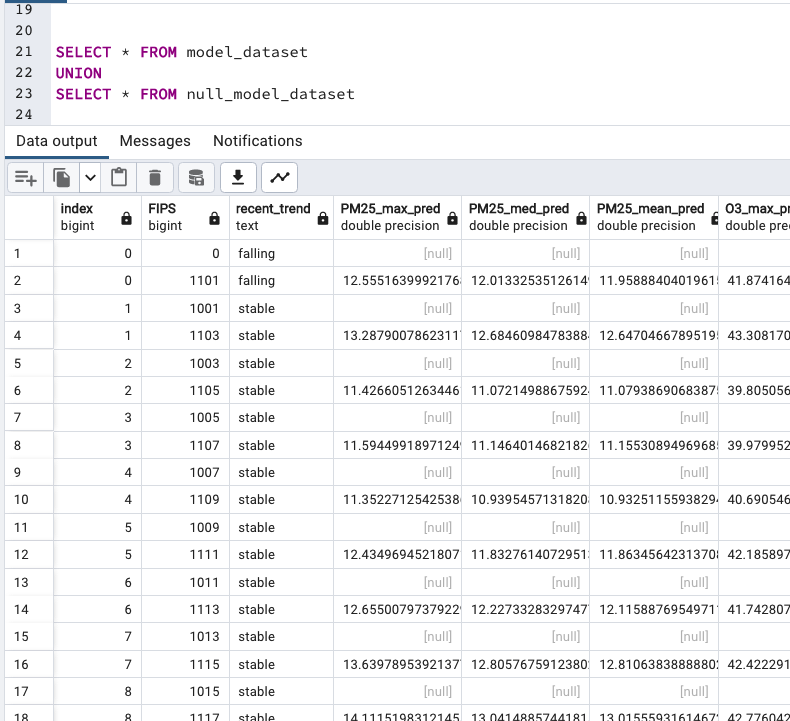 19
20
21 SELECT * FROM model_dataset
22 UNION
23 SELECT * FROM null_model_dataset
24
Data output Messages Notifications
index FIPS recent_trend PM25_max_pred PM25_med_pred PM25_mean_pred O3_max_pr
bigint bigint text double precision double precision double precision double pre
1 0 0 falling [null] [null] [null]
2 0 1101 falling 12.5551639992176 12.0133253512614 11.9588840401961 41.874164
3 1 1001 stable [null] [null] [null]
4 1 1103 stable 13.2879007862311 12.6846098478388 12.6470466789519 43.308170
5 2 1003 stable [null] [null] [null]
6 2 1105 stable 11.4266051263446 11.0721498867592 11.0793869068387 39.805056
7 3 1005 stable [null] [null] [null]
8 3 1107 stable 11.5944991897124 11.1464014682182 11.1553089496968 39.979952
9 4 1007 stable [null] [null] [null]
10 4 1109 stable 11.3522712542538 10.9395457131820 10.9325115593829 40.690546
11 5 1009 stable [null] [null] [null]
12 5 1111 stable 12.4349694521807 11.8327614072951 11.8634564231370 42.185897
13 6 1011 stable [null] [null] [null]
14 6 1113 stable 12.6550079737922 12.2273328329747 12.1158876954971 41.742807
15 7 1013 stable [null] [null] [null]
16 7 1115 stable 13.6397895392137 12.8057675912380 12.8106383888880 42.422291
17 8 1015 stable [null] [null] [null]
18 8 1117 stable 14.1115198312145 13.0414885744181 13.0155593161467 42.776042